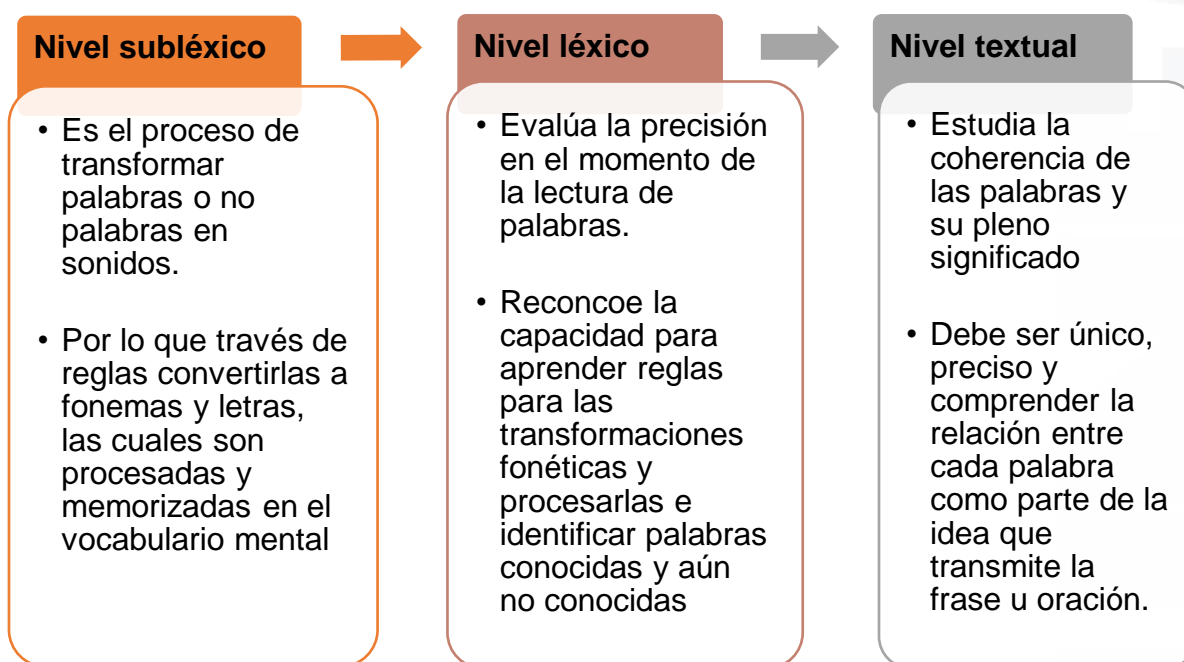 Nivel subléxico
• Es el proceso de
transformar
palabras o no
palabras en
sonidos.
• Por lo que través de
reglas convertirlas a
fonemas y letras,
las cuales son
procesadas y
memorizadas en el
vocabulario mental
Nivel léxico
• Evalúa la precisión
en el momento de
la lectura de
palabras.
• Reconcoe la
capacidad para
aprender reglas
para las
transformaciones
fonéticas y
procesarlas e
identificar palabras
conocidas y aún
no conocidas
Nivel textual
• Estudia la
coherencia de
las palabras y
su pleno
significado
• Debe ser único,
preciso y
comprender la
relación entre
cada palabra
como parte de la
idea que
transmite la
frase u oración.